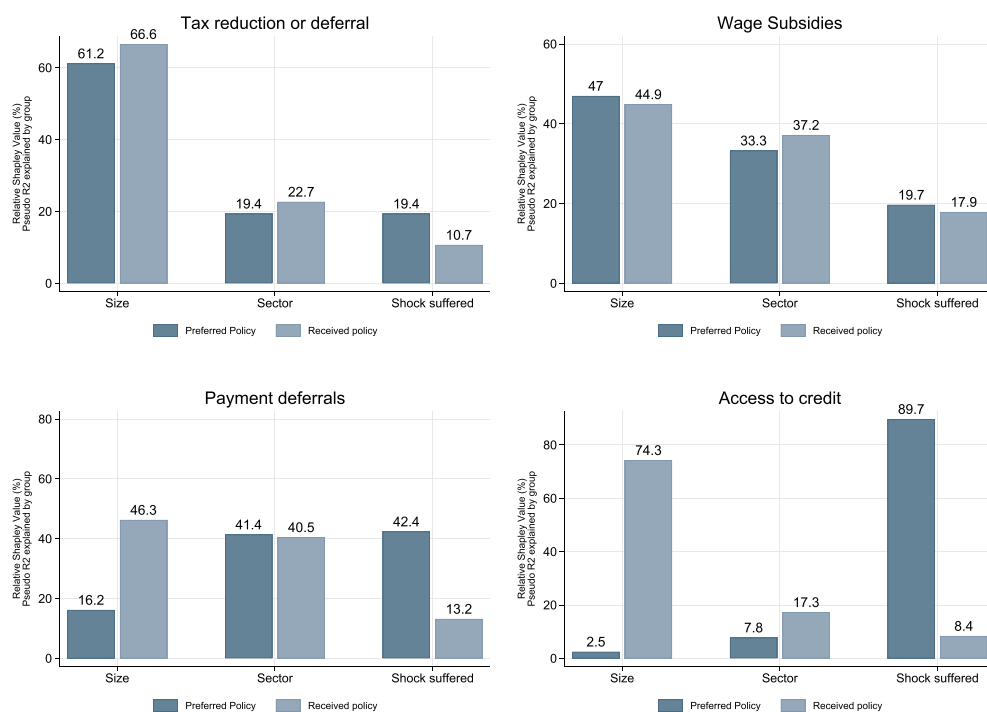 Tax reduction or deferral
Relative Shapley Value (%)
Pseudo R2 explained by group
60
40
20
0
61.2
66.6
19.4
22.7
19.4
10.7
Size
Sector
Shock suffered
Preferred Policy
Received policy
Wage Subsidies
Relative Shapley Value (%)
Pseudo R2 explained by group
60
40
20
0
47
44.9
33.3
37.2
19.7
17.9
Size
Sector
Shock suffered
Preferred Policy
Received policy
Payment deferrals
Relative Shapley Value (%)
Pseudo R2 explained by group
80
60
40
20
0
16.2
46.3
41.4
40.5
42.4
13.2
Size
Sector
Shock suffered
Preferred Policy
Received policy
Access to credit
Relative Shapley Value (%)
Pseudo R2 explained by group
80
60
40
20
0
2.5
74.3
7.8
17.3
89.7
8.4
Size
Sector
Shock suffered
Preferred Policy
Received policy